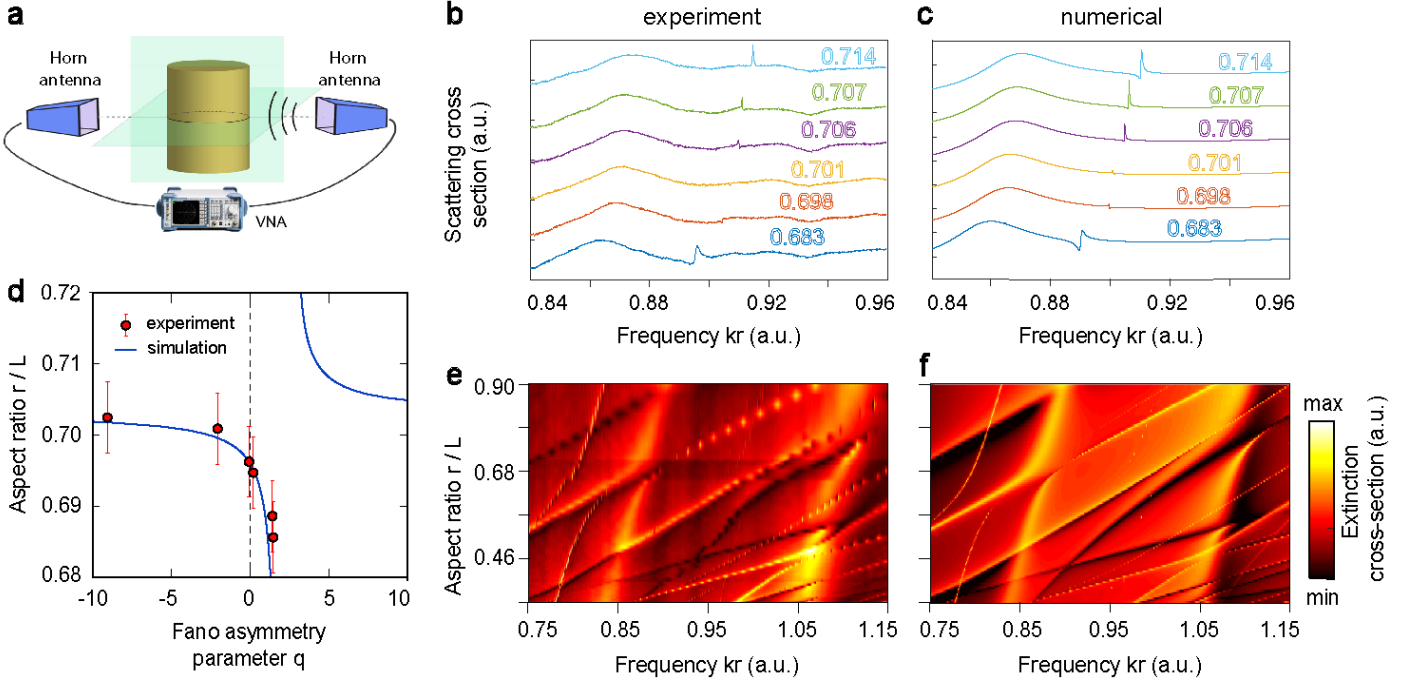 a
Horn
antenna
Horn
antenna
VNA
b
experiment
Scattering cross
section (a.u.)
0.714
0.707
0.706
0.701
0.698
0.683
0.84
0.88
0.92
0.96
Frequency kr (a.u.)
c
numerical
0.714
0.707
0.706
0.701
0.698
0.683
0.84
0.88
0.92
0.96
Frequency kr (a.u.)
d
Aspect ratio r / L
0.72
0.71
0.70
0.69
0.68
experiment
simulation
-10
-5
0
5
10
Fano asymmetry
parameter q
e
Aspect ratio r / L
0.90
0.68
0.46
0.75
0.85
0.95
1.05
1.15
Frequency kr (a.u.)
f
0.75
0.85
0.95
1.05
1.15
Frequency kr (a.u.)
max
min
Extinction
cross-section (a.u.)